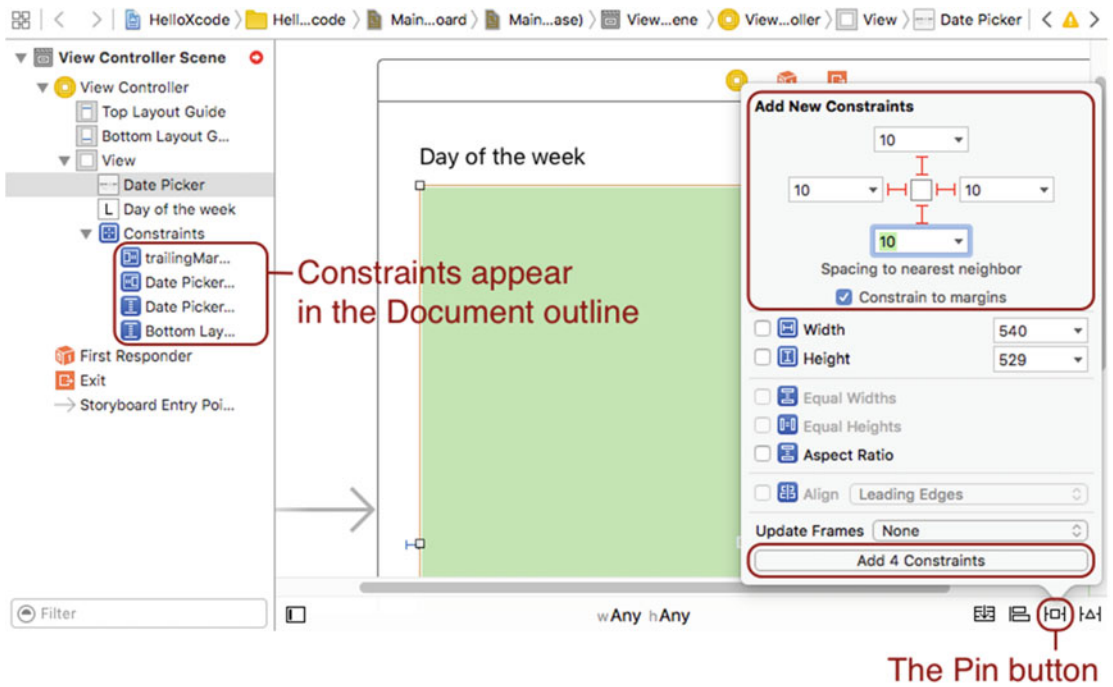 HelloXcode Hell...code Main...oard Main...ase) View...ene View...oller View Date Picker
View Controller Scene
View Controller
Top Layout Guide
Bottom Layout G...
View
Date Picker
L Day of the week
Constraints
trailingMar...
Date Picker...
Date Picker...
Bottom Lay...
First Responder
Exit
Storyboard Entry Poi...
Filter
Day of the week
Constraints appear
in the Document outline
wAny hAny
Add New Constraints
10
10 10
10
Spacing to nearest neighbor
Constrain to margins
Width 540
Height 529
Equal Widths
Equal Heights
Aspect Ratio
Align Leading Edges
Update Frames None
Add 4 Constraints
The Pin button